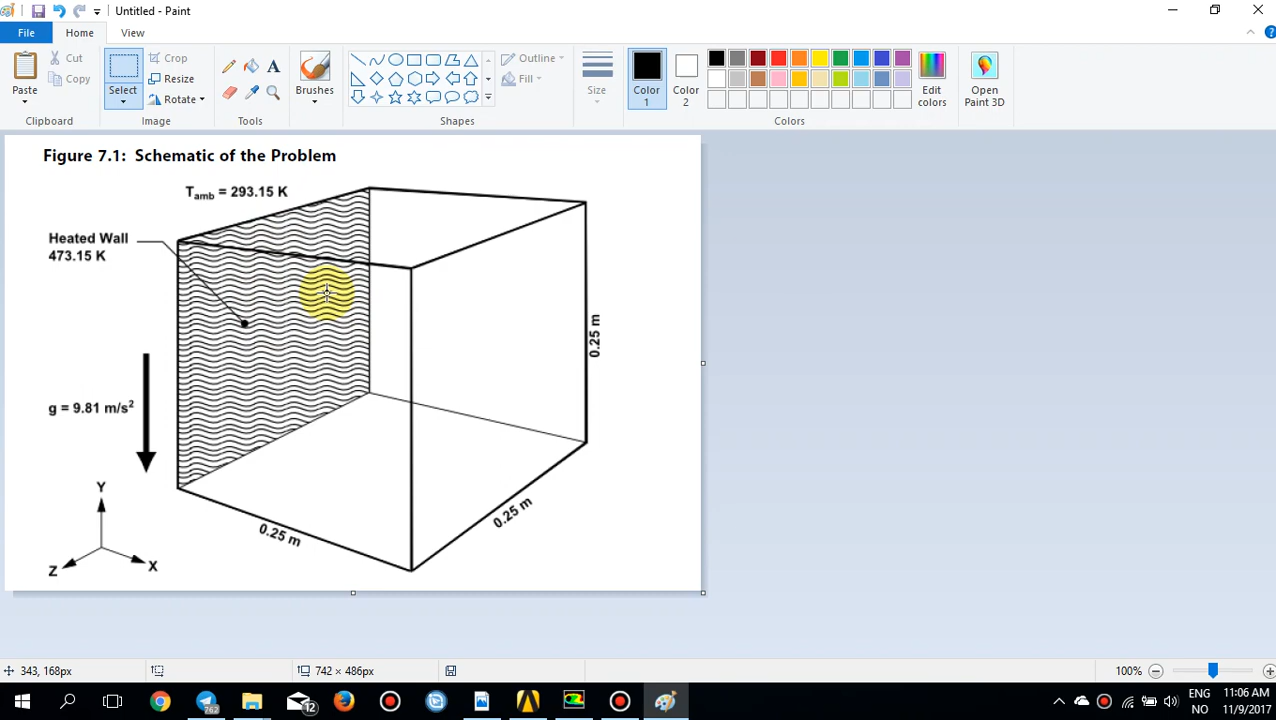 Untitled - Paint
File Home View
Paste
Cut
Copy
Clipboard
Select
Crop
Resize
Rotate
Image
A
Tools
Brushes
Outline
Fill
Shapes
Size
Color 1
Color 2
Edit colors
Colors
Open Paint 3D
Figure 7.1: Schematic of the Problem
Tamb = 293.15 K
Heated Wall
473.15 K
g = 9.81 m/s²
0.25 m
0.25 m
0.25 m
Y
Z
X
343, 168px
742 × 486px
100%
762
12
ENG
NO
11:06 AM
11/9/2017